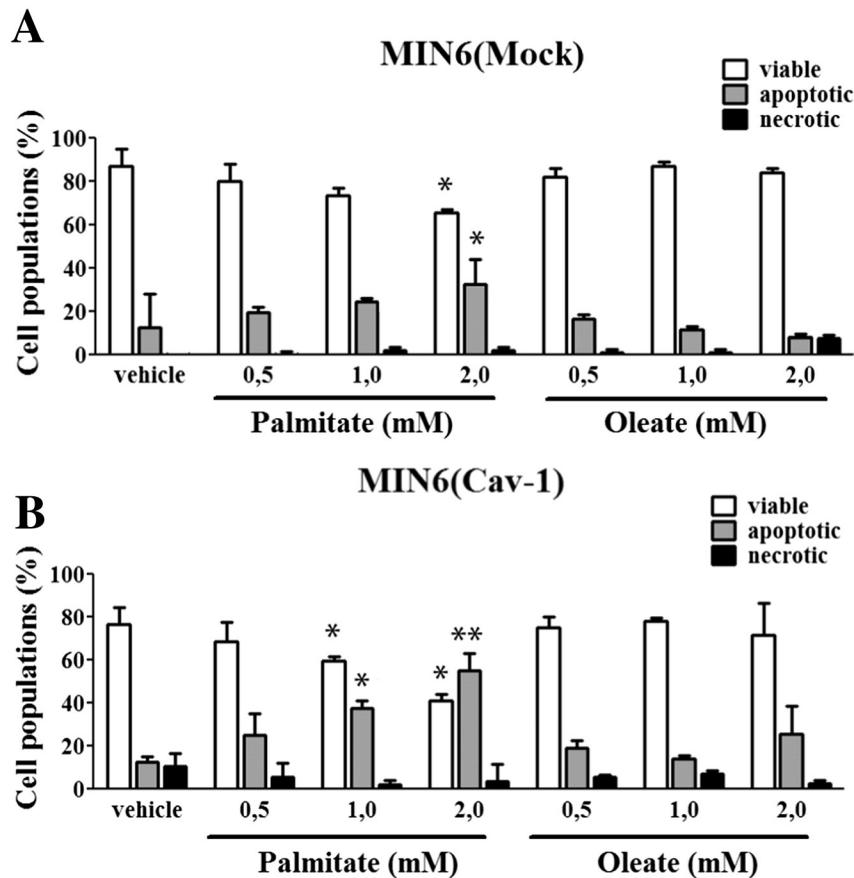 A
MIN6(Mock)
viable
apoptotic
necrotic
Cell populations (%)
100
80
60
40
20
0
*
*
vehicle
0,5
1,0
2,0
0,5
1,0
2,0
Palmitate (mM)
Oleate (mM)
MIN6(Cav-1)
B
viable
apoptotic
necrotic
Cell populations (%)
100
80
60
40
20
0
*
*
*
**
vehicle
0,5
1,0
2,0
0,5
1,0
2,0
Palmitate (mM)
Oleate (mM)